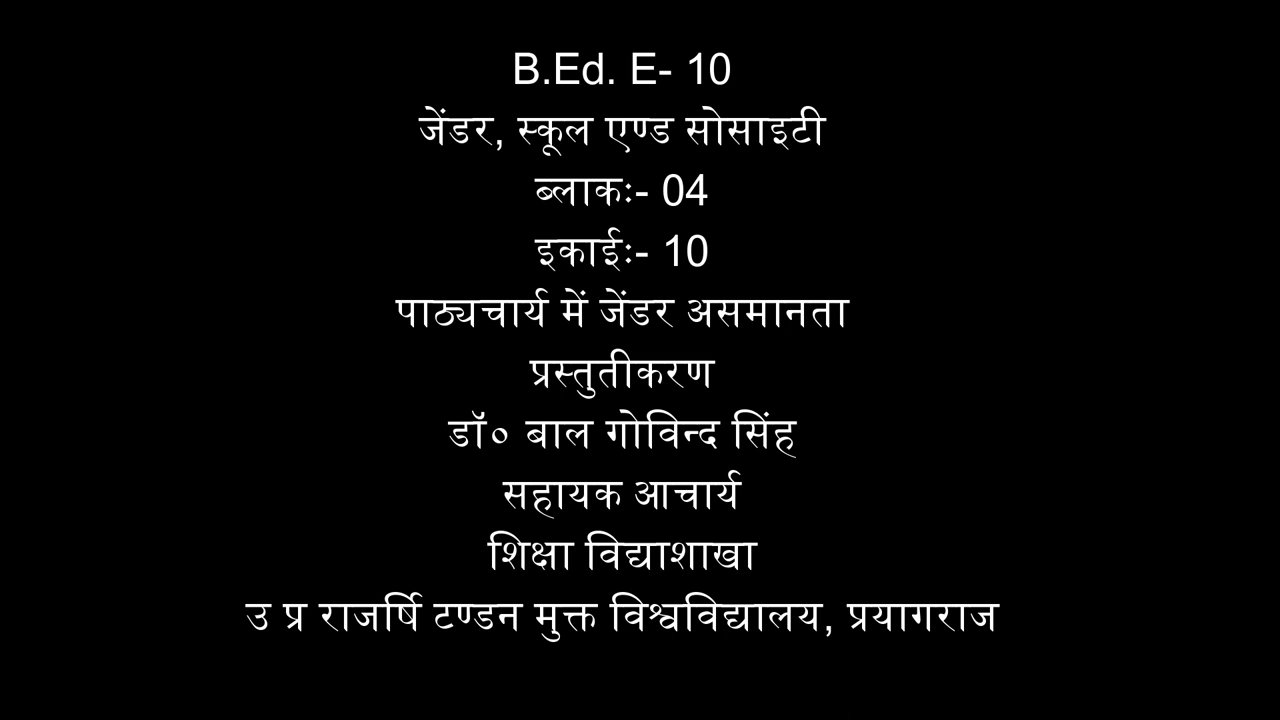 B.Ed. E- 10
जेंडर, स्कूल एण्ड सोसाइटी
ब्लाकः- 04
इकाईः- 10
पाठ्यचार्य में जेंडर असमानता
प्रस्तुतीकरण
डॉ० बाल गोविन्द सिंह
सहायक आचार्य
शिक्षा विद्याशाखा
उ प्र राजर्षि टण्डन मुक्त विश्वविद्यालय, प्रयागराज